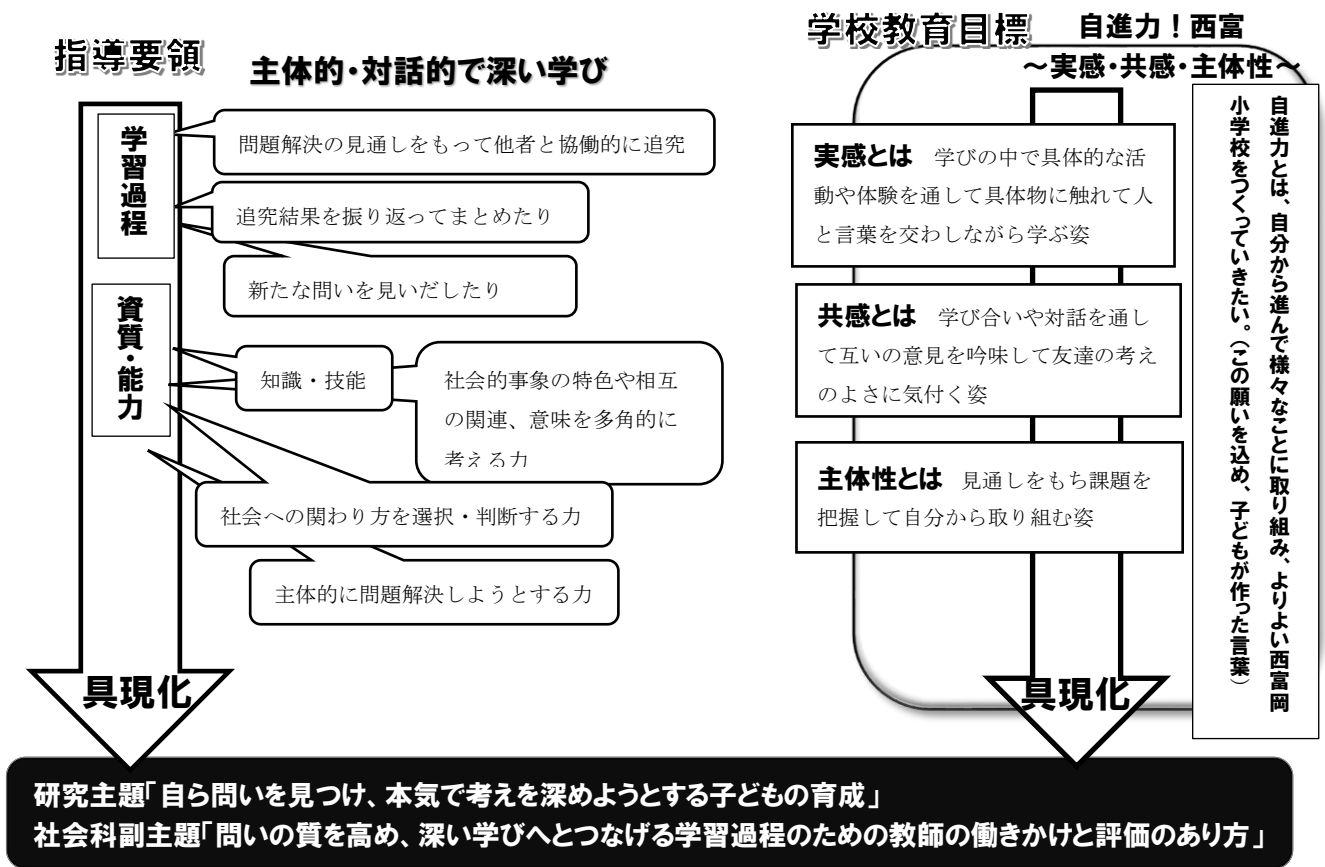 指導要領
主体的・対話的で深い学び
学習過程
問題解決の見通しをもって他者と協働的に追究
追究結果を振り返ってまとめたり
新たな問いを見いだしたり
資質・能力
知識・技能
社会的事象の特色や相互
の関連、意味を多角的に
考える力
社会への関わり方を選択・判断する力
主体的に問題解決しようとする力
具現化
学校教育目標
自進力！西富
～実感・共感・主体性～
実感とは　学びの中で具体的な活
動や体験を通して具体物に触れて人
と言葉を交わしながら学ぶ姿
共感とは　学び合いや対話を通し
て互いの意見を吟味して友達の考え
のよさに気付く姿
主体性とは　見通しをもち課題を
把握して自分から取り組む姿
自進力とは、自分から進んで様々なことに取り組み、よりよい西富岡
小学校をつくっていきたい。（この願いを込め、子どもが作った言葉）
具現化
研究主題「自ら問いを見つけ、本気で考えを深めようとする子どもの育成」
社会科副主題「問いの質を高め、深い学びへとつなげる学習過程のための教師の働きかけと評価のあり方」